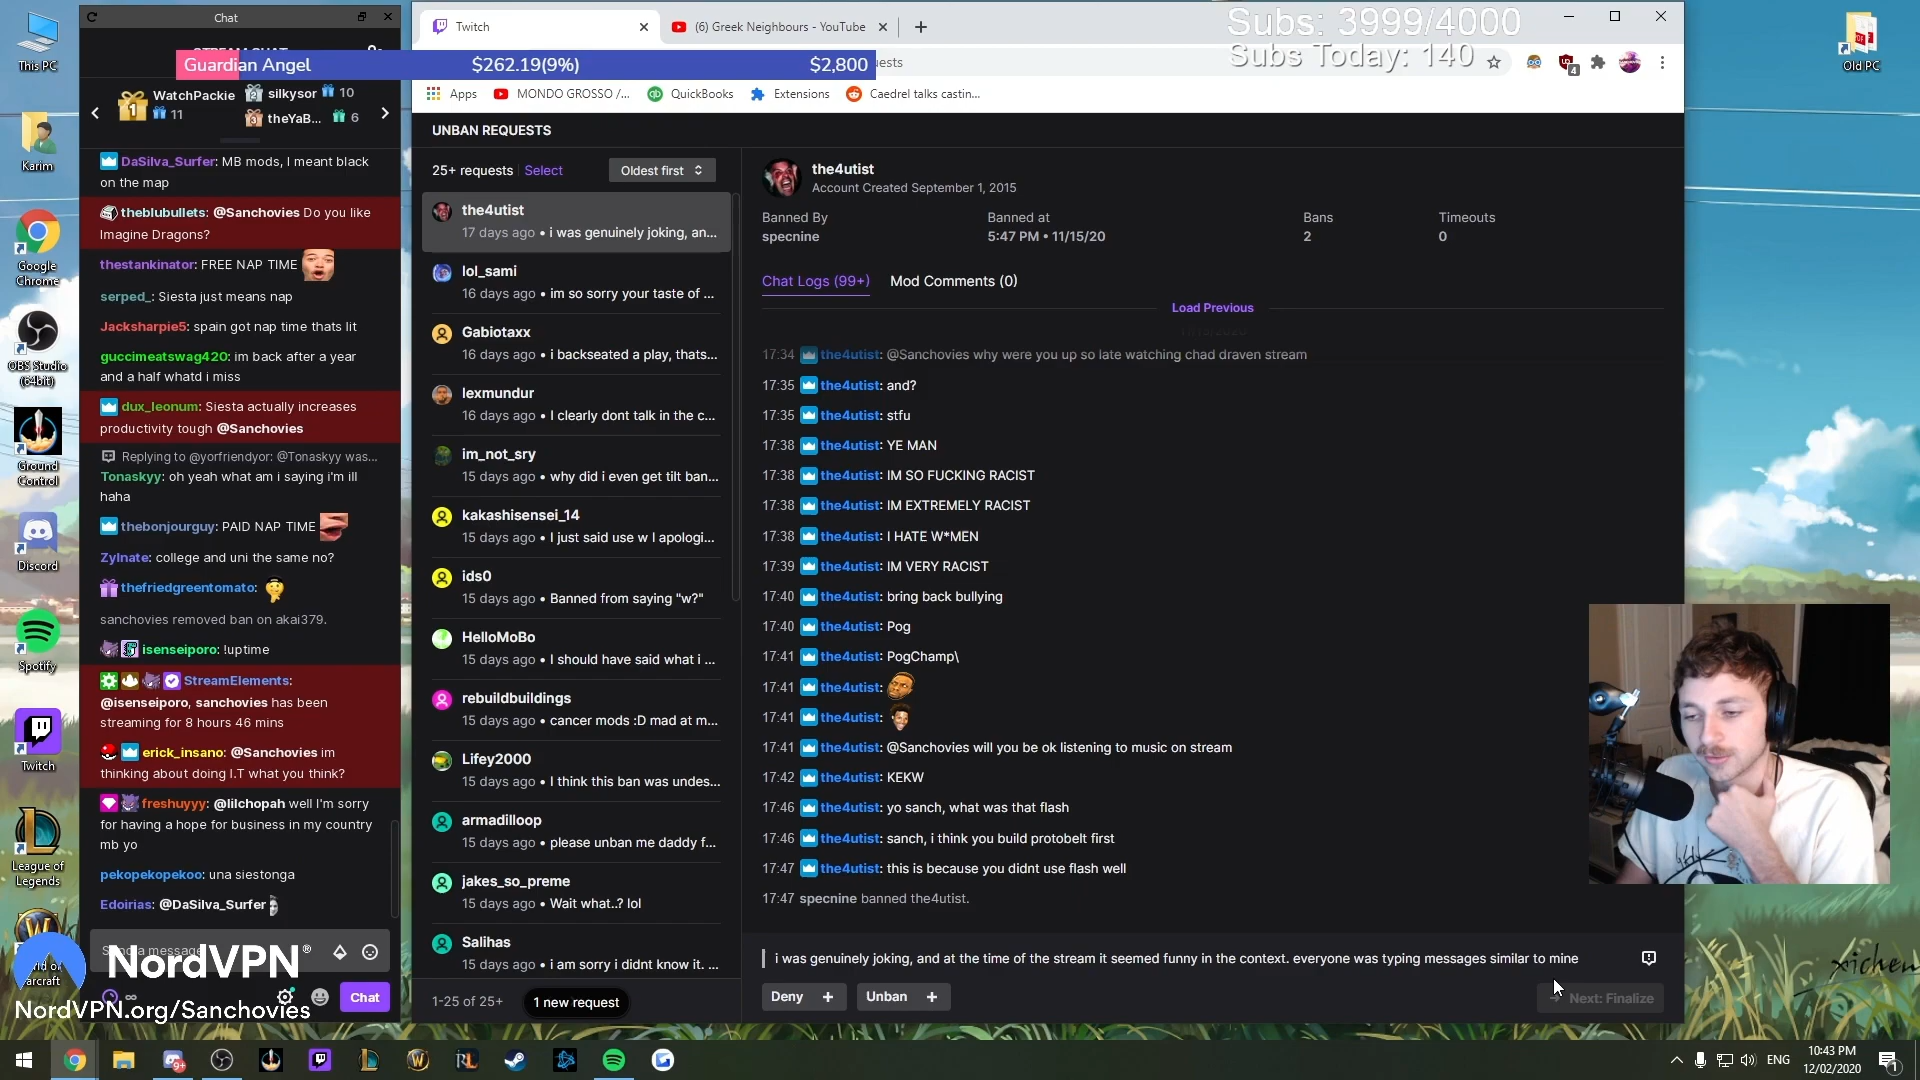 This PC
Karim
Google
Chrome
OBS Studio
(64bit)
Ground
Control
Discord
Spotify
Twitch
League of
Legends
Chat
Guardian Angel $262.19(9%) $2,800
WatchPackie
11
silkysor 10
theYaB... 6
DaSilva_Surfer: MB mods, I meant black
on the map
theblubullets: @Sanchovies Do you like
Imagine Dragons?
thestankinator: FREE NAP TIME
serped_: Siesta just means nap
Jacksharpie5: spain got nap time thats lit
guccimeatswag420: im back after a year
and a half whatd i miss
dux_leonum: Siesta actually increases
productivity tough @Sanchovies
Replying to @yorfriendyor: @Tonaskyy was...
Tonaskyy: oh yeah what am i saying i'm ill
haha
thebonjourguy: PAID NAP TIME
Zylnate: college and uni the same no?
thefriedgreentomato:
sanchovies removed ban on akai379.
isenseiporo: !uptime
StreamElements:
@isenseiporo, sanchovies has been
streaming for 8 hours 46 mins
erick_insano: @Sanchovies im
thinking about doing I.T what you think?
freshuyyy: @lilchopah well I'm sorry
for having a hope for business in my country
mb yo
pekopekopekoo: una siestonga
Edoirias: @DaSilva_Surfer
NordVPN®
NordVPN.org/Sanchovies
Chat
Twitch
(6) Greek Neighbours - YouTube
Subs: 3999/4000
Subs Today: 140
Old PC
Apps
MONDO GROSSO /...
QuickBooks
Extensions
Caedrel talks castin...
UNBAN REQUESTS
25+ requests Select Oldest first
the4utist
17 days ago • i was genuinely joking, an...
lol_sami
16 days ago • im so sorry your taste of ...
Gabiotaxx
16 days ago • i backseated a play, thats...
lexmundur
16 days ago • I clearly dont talk in the c...
im_not_sry
15 days ago • why did i even get tilt ban...
kakashisensei_14
15 days ago • I just said use w I apologi...
ids0
15 days ago • Banned from saying "w?"
HelloMoBo
15 days ago • I should have said what i ...
rebuildbuildings
15 days ago • cancer mods :D mad at m...
Lifey2000
15 days ago • I think this ban was undes...
armadilloop
15 days ago • please unban me daddy f...
jakes_so_preme
15 days ago • Wait what..? lol
Salihas
15 days ago • i am sorry i didnt know it. ...
1-25 of 25+
1 new request
the4utist
Account Created September 1, 2015
Banned By Banned at Bans Timeouts
specnine 5:47 PM • 11/15/20 2 0
Chat Logs (99+) Mod Comments (0)
Load Previous
17:34 the4utist: @Sanchovies why were you up so late watching chad draven stream
17:35 the4utist: and?
17:35 the4utist: stfu
17:38 the4utist: YE MAN
17:38 the4utist: IM SO FUCKING RACIST
17:38 the4utist: IM EXTREMELY RACIST
17:38 the4utist: I HATE W*MEN
17:39 the4utist: IM VERY RACIST
17:40 the4utist: bring back bullying
17:40 the4utist: Pog
17:41 the4utist: PogChamp\
17:41 the4utist:
17:41 the4utist:
17:41 the4utist: @Sanchovies will you be ok listening to music on stream
17:42 the4utist: KEKW
17:46 the4utist: yo sanch, what was that flash
17:46 the4utist: sanch, i think you build protobelt first
17:47 the4utist: this is because you didnt use flash well
17:47 specnine banned the4utist.
i was genuinely joking, and at the time of the stream it seemed funny in the context. everyone was typing messages similar to mine
Deny + Unban + Next: Finalize
ENG
10:43 PM
12/02/2020